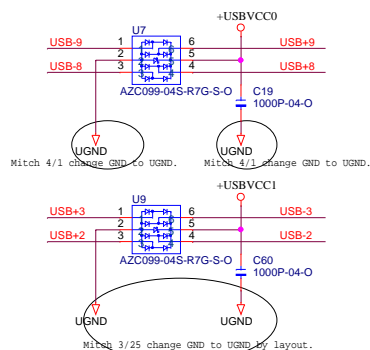 +USBVCC0
U7
USB-9 1 6 USB+9
2 5
USB-8 3 4 USB+8
AZC099-04S-R7G-S-O
C19
1000P-04-O
UGND UGND
Mitch 4/1 change GND to UGND. Mitch 4/1 change GND to UGND.
+USBVCC1
U9
USB+3 1 6 USB-3
2 5
USB+2 3 4 USB-2
AZC099-04S-R7G-S-O
C60
1000P-04-O
UGND UGND
Mitch 3/25 change GND to UGND by layout.